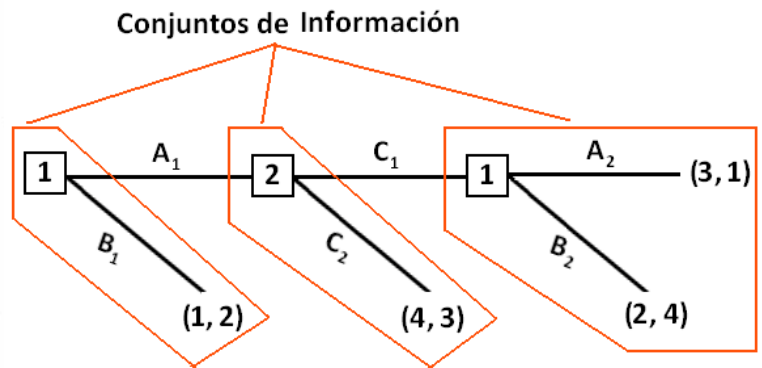 Conjuntos de Información
1 A₁ 2 C₁ 1 A₂ (3, 1)
B₁ C₂ B₂
(1, 2) (4, 3) (2, 4)